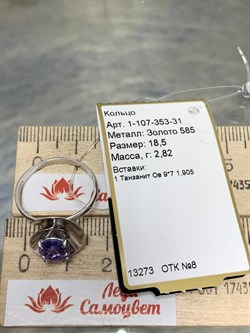 Кольцо
Арт. 1-107-353-31
Металл: Золото 585
Размер: 18,5
Масса, г: 2,82
Вставки:
1 Танзанит Ов 9*7 1,905
13273 ОТК №8
Леди
Самоцвет